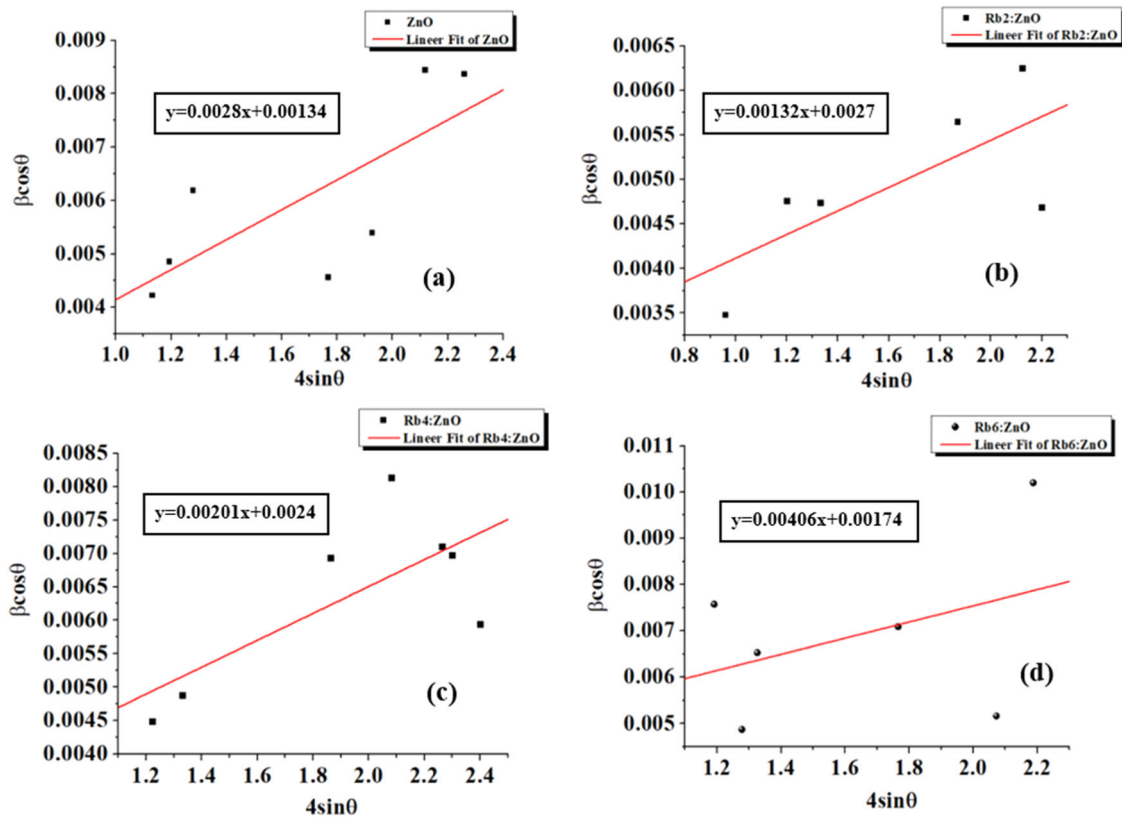 ZnO
Lineer Fit of ZnO
0.009
0.008
0.007
0.006
0.005
0.004
βcosθ
y=0.0028x+0.00134
(a)
1.0 1.2 1.4 1.6 1.8 2.0 2.2 2.4
4sinθ
Rb2:ZnO
Linear Fit of Rb2:ZnO
0.0065
0.0060
0.0055
0.0050
0.0045
0.0040
0.0035
βcosθ
y=0.00132x+0.0027
(b)
0.8 1.0 1.2 1.4 1.6 1.8 2.0 2.2
4sinθ
Rb4:ZnO
Lineer Fit of Rb4:ZnO
0.0085
0.0080
0.0075
0.0070
0.0065
0.0060
0.0055
0.0050
0.0045
0.0040
βcosθ
y=0.00201x+0.0024
(c)
1.2 1.4 1.6 1.8 2.0 2.2 2.4
4sinθ
Rb6:ZnO
Linear Fit of Rb6:ZnO
0.011
0.010
0.009
0.008
0.007
0.006
0.005
βcosθ
y=0.00406x+0.00174
(d)
1.2 1.4 1.6 1.8 2.0 2.2
4sinθ